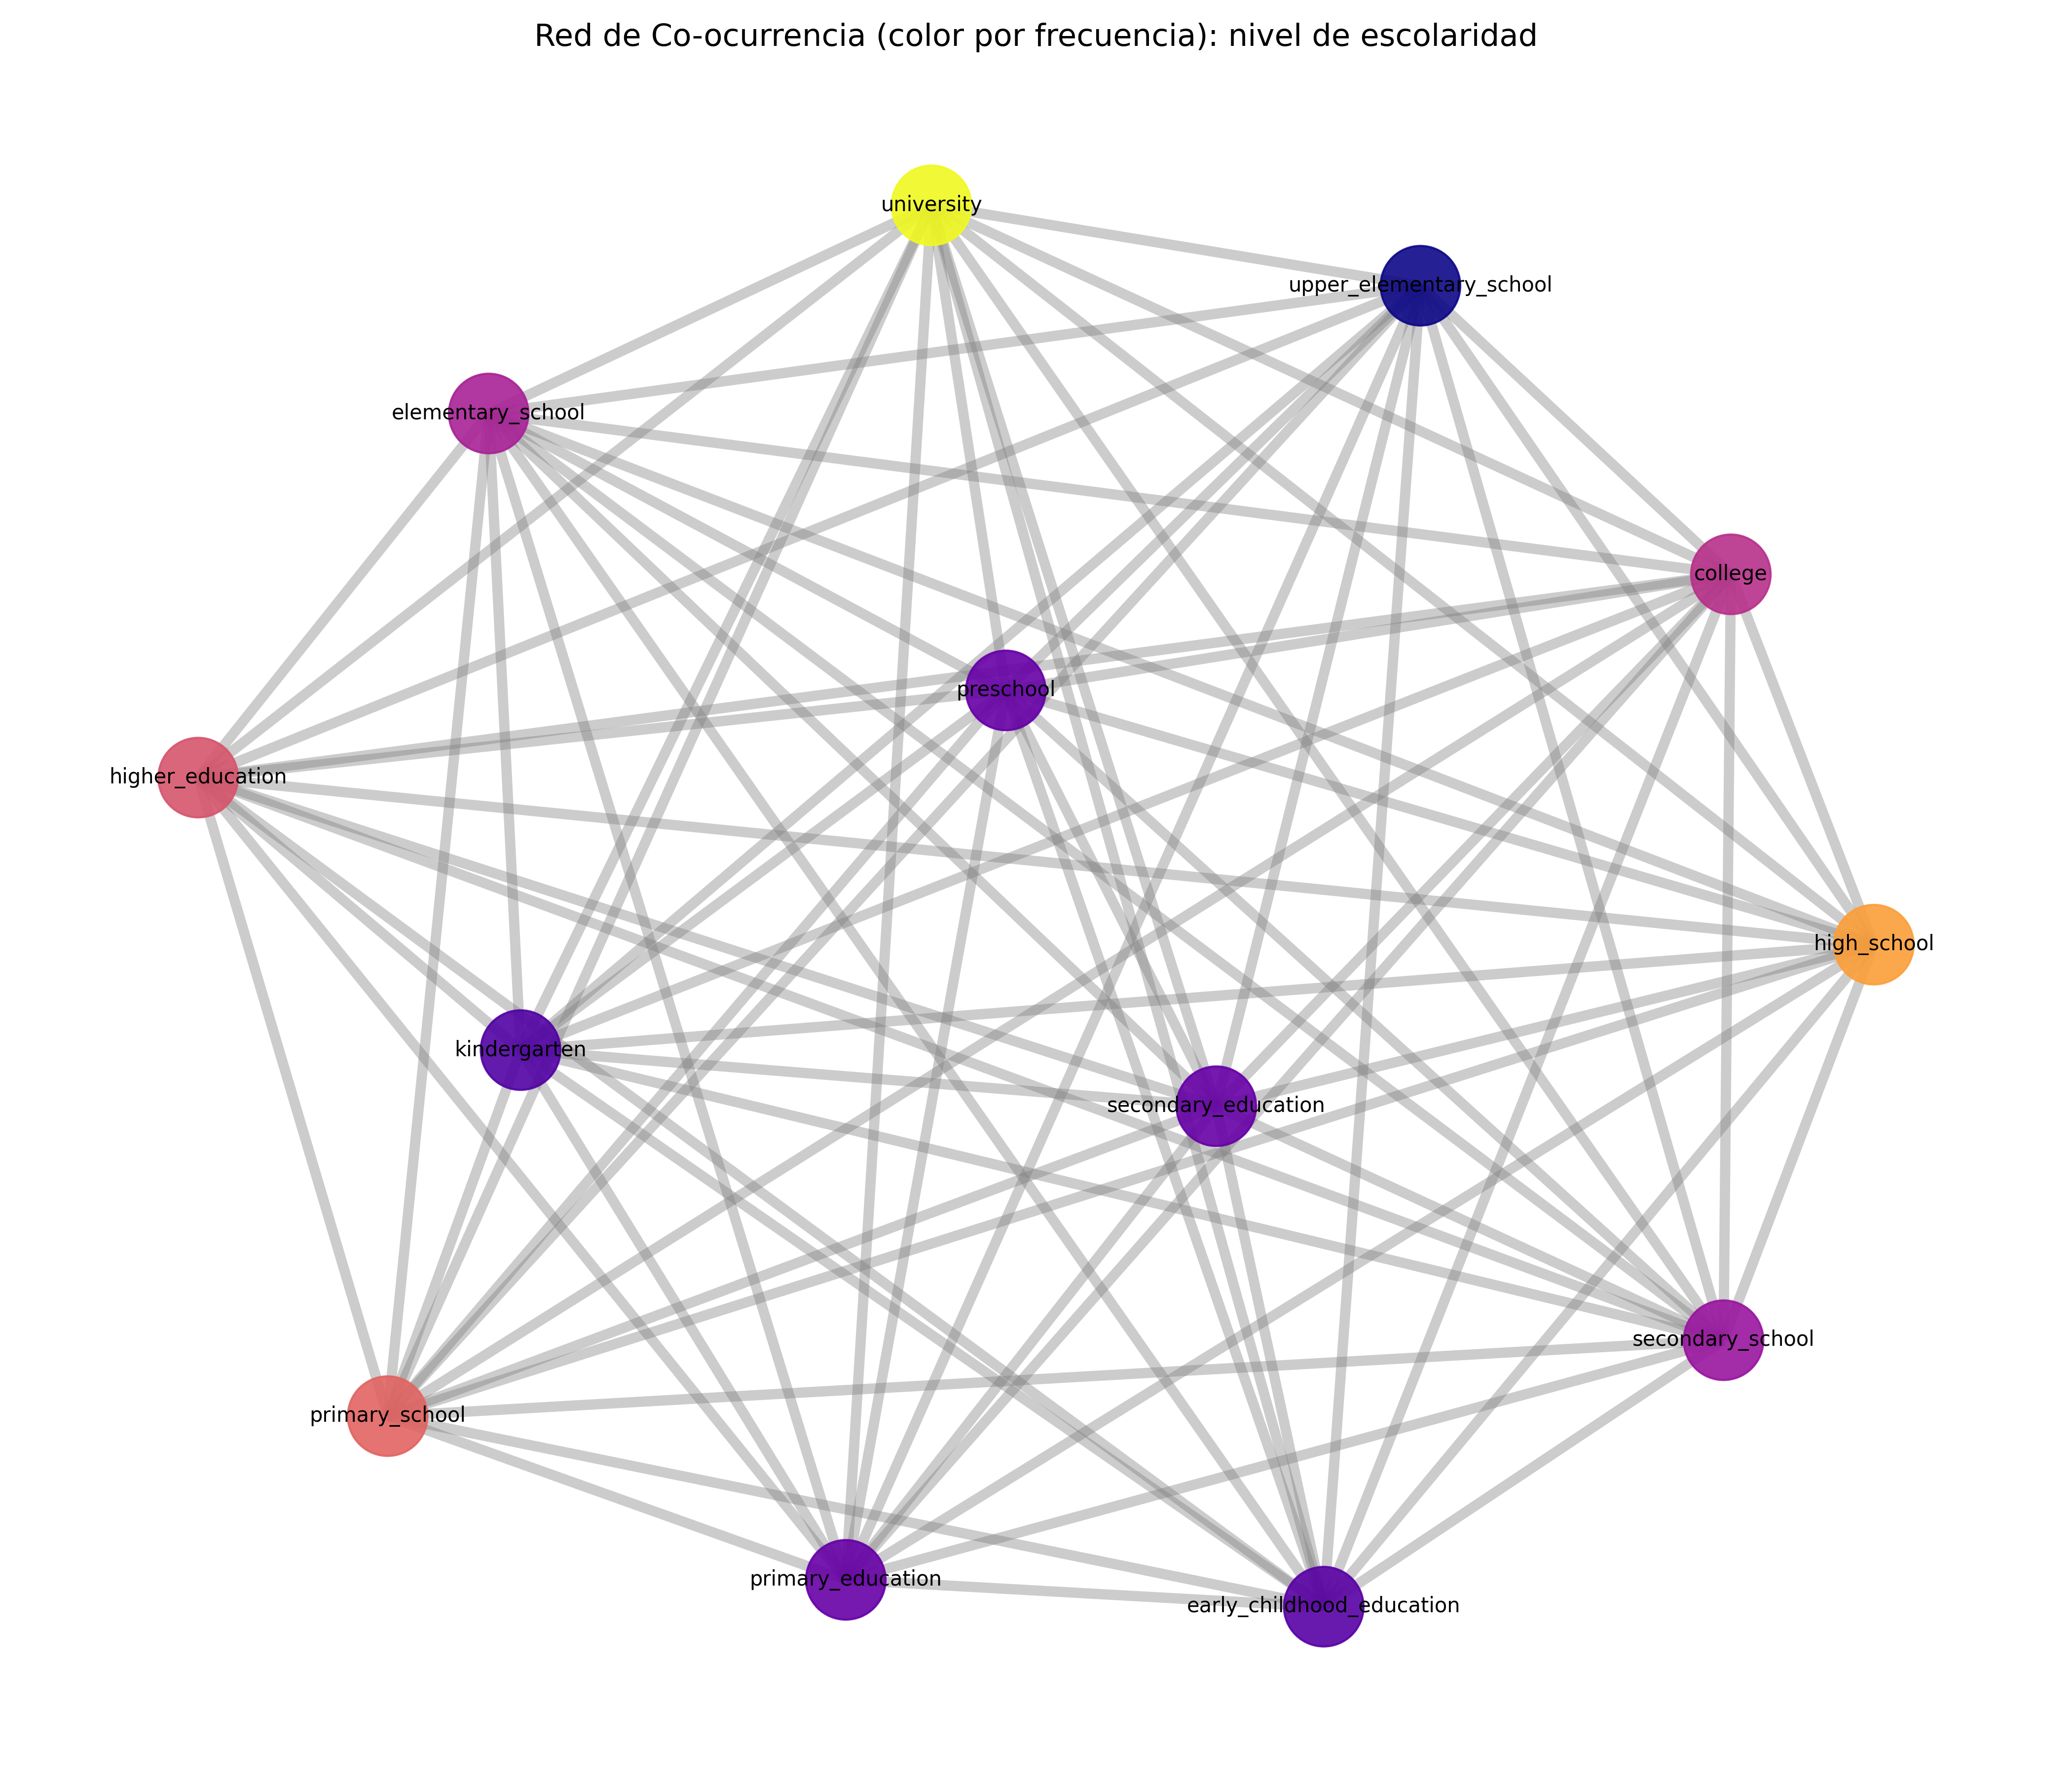 Red de Co-ocurrencia (color por frecuencia): nivel de escolaridad
university
upper_elementary_school
elementary_school
college
preschool
higher_education
high_school
kindergarten
secondary_education
secondary_school
primary_school
primary_education
early_childhood_education